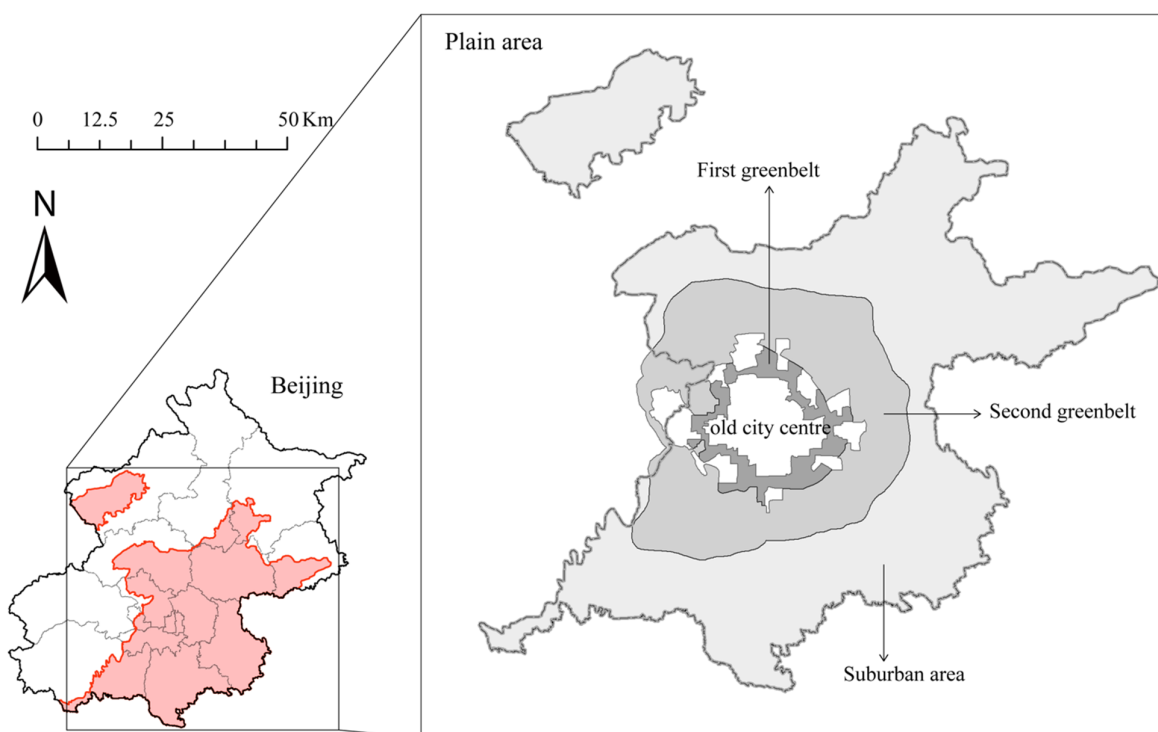 Plain area
0 12.5 25 50 Km
First greenbelt
N
Beijing
old city centre
Second greenbelt
Suburban area